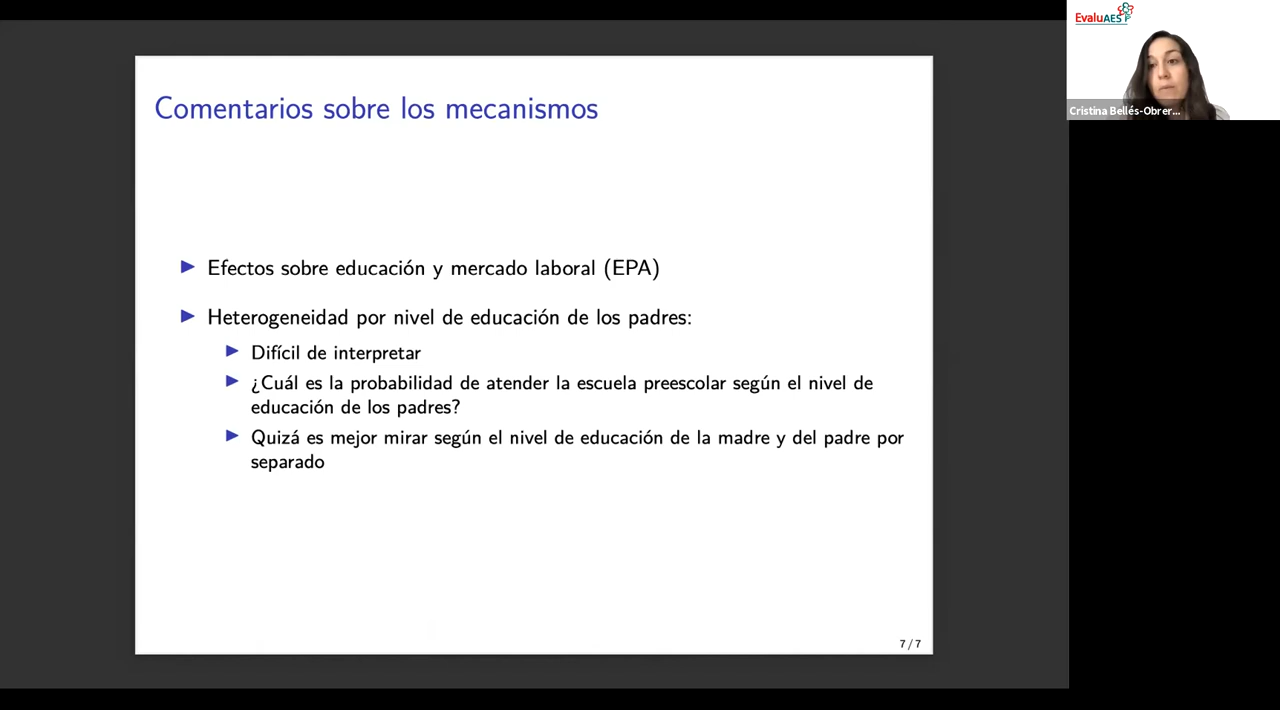 EvaluAES
Cristina Bellés-Obrer...
Comentarios sobre los mecanismos
Efectos sobre educación y mercado laboral (EPA)
Heterogeneidad por nivel de educación de los padres:
Difícil de interpretar
¿Cuál es la probabilidad de atender la escuela preescolar según el nivel de
educación de los padres?
Quizá es mejor mirar según el nivel de educación de la madre y del padre por
separado
7 / 7